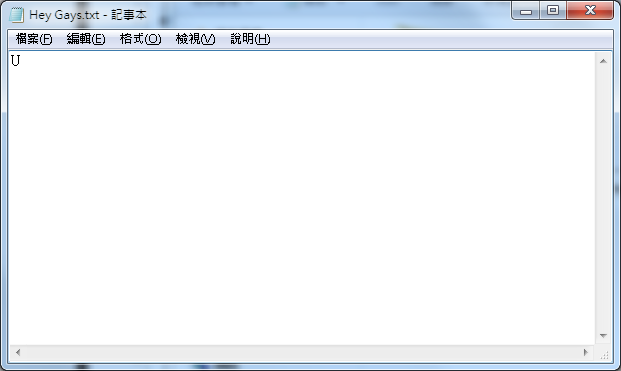 Hey Gays.txt - 記事本
檔案(F) 編輯(E) 格式(O) 檢視(V) 說明(H)
U